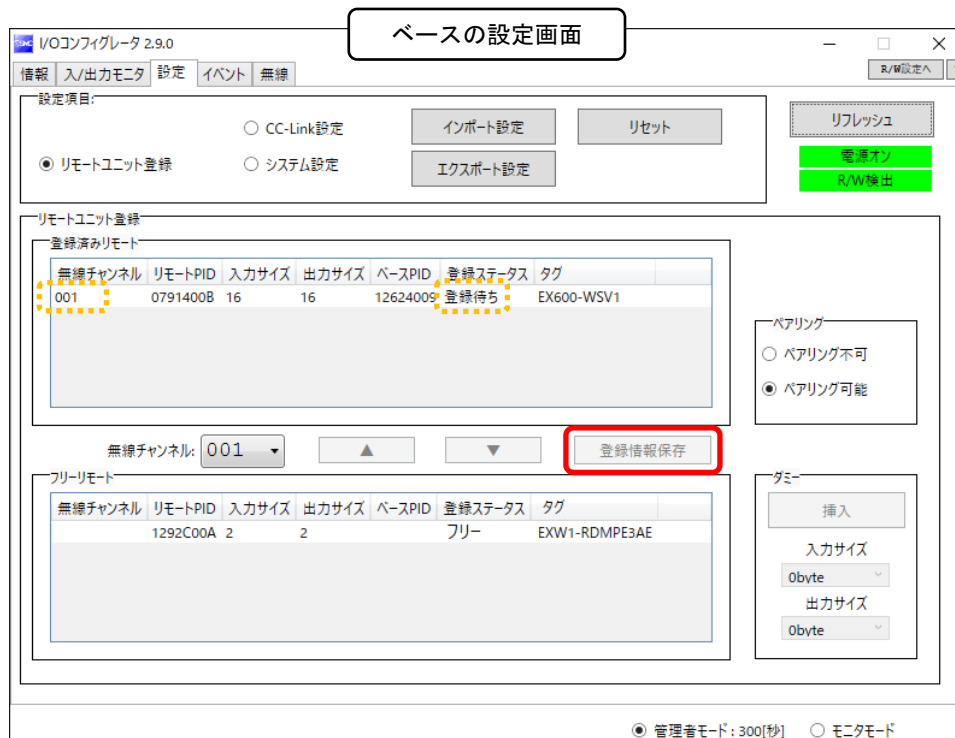 ベースの設定画面
SMC I/Oコンフィグレータ 2.9.0
情報 入/出力モニタ 設定 イベント 無線
R/W設定へ
設定項目:
リモートユニット登録
CC-Link設定
システム設定
インポート設定
エクスポート設定
リセット
リフレッシュ
電源オン
R/W検出
リモートユニット登録
登録済みリモート
無線チャンネル リモートPID 入力サイズ 出力サイズ ベースPID 登録ステータス タグ
001 0791400B 16 16 12624009 登録待ち EX600-WSV1
ペアリング
ペアリング不可
ペアリング可能
無線チャンネル: 001 ▲ ▼ 登録情報保存
フリーリモート
無線チャンネル リモートPID 入力サイズ 出力サイズ ベースPID 登録ステータス タグ
1292C00A 2 2 フリー EXW1-RDMPE3AE
ダミー
挿入
入力サイズ
0byte
出力サイズ
0byte
管理者モード : 300[秒] モニタモード